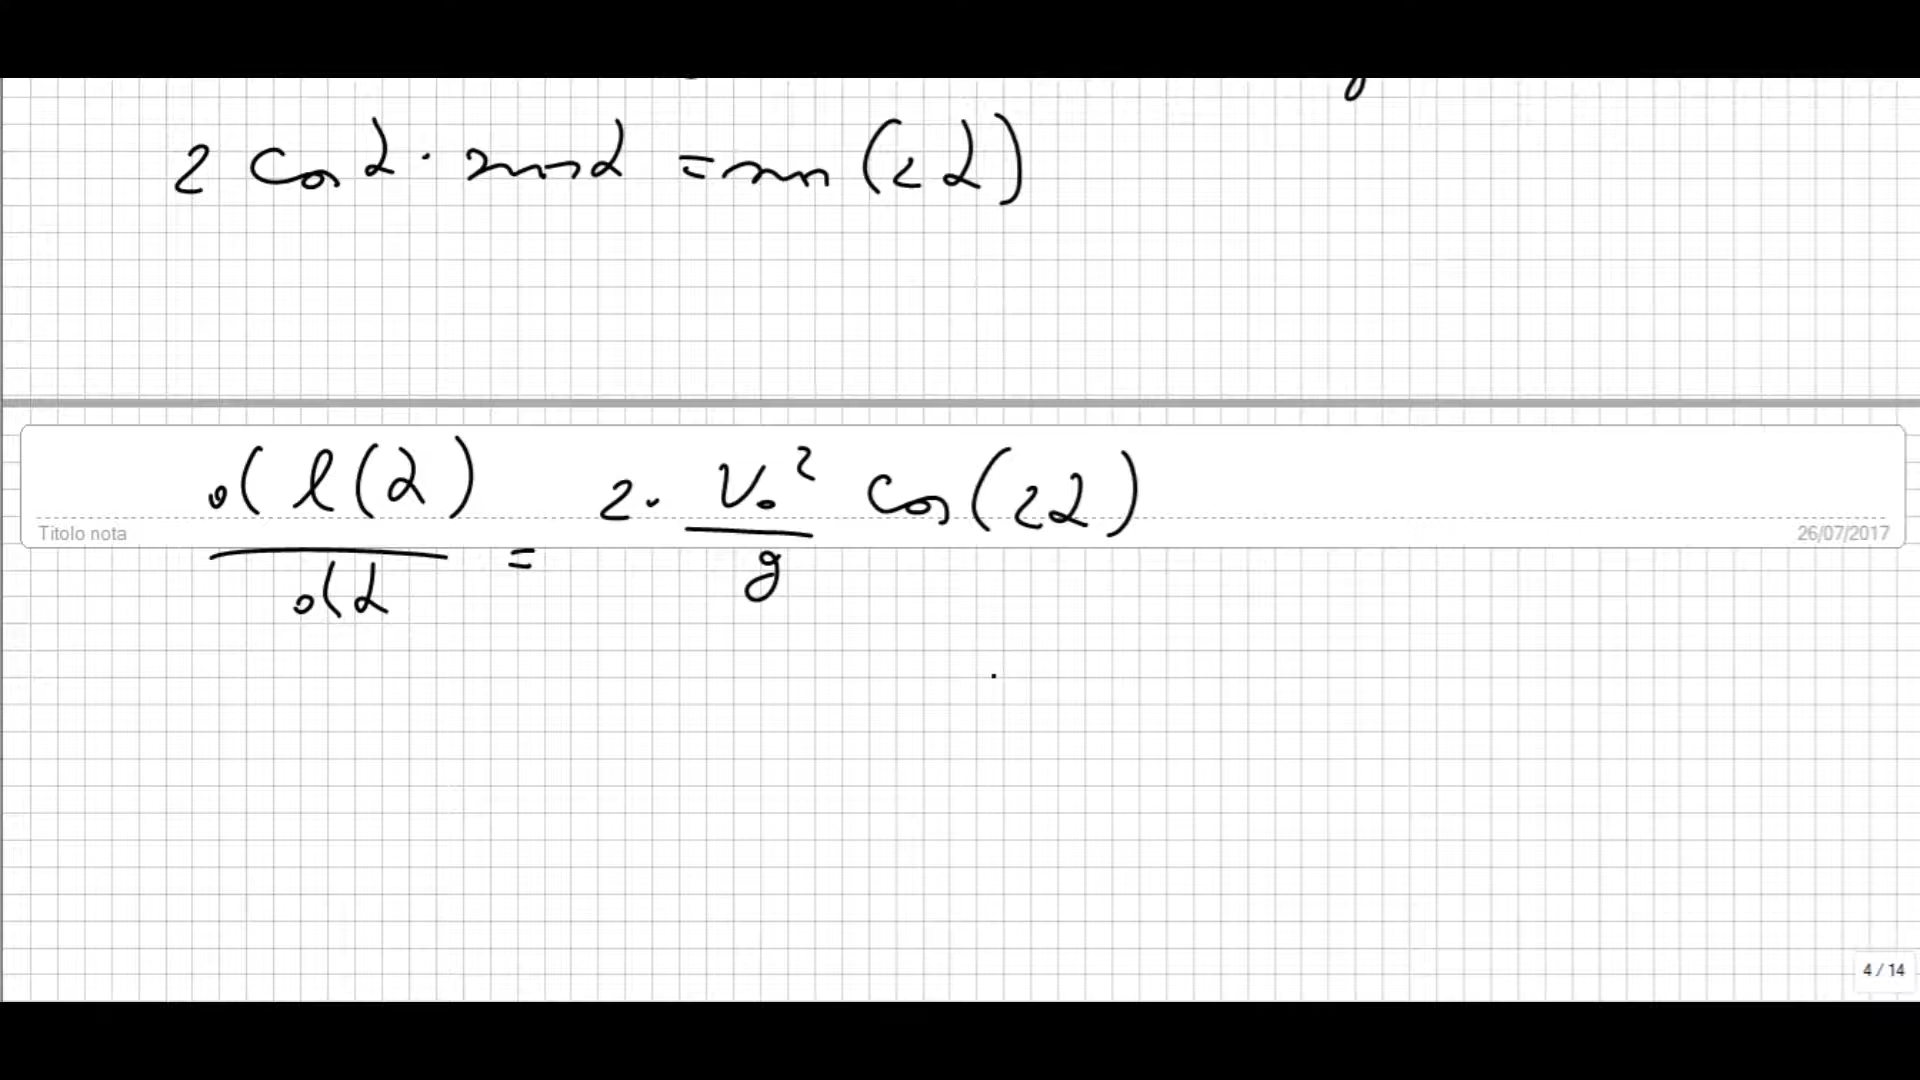 2 cos α · sin α = sin (2α)
d l(α) / dα = 2 · V₀² / g cos(2α)
Titolo nota 26/07/2017
4 / 14